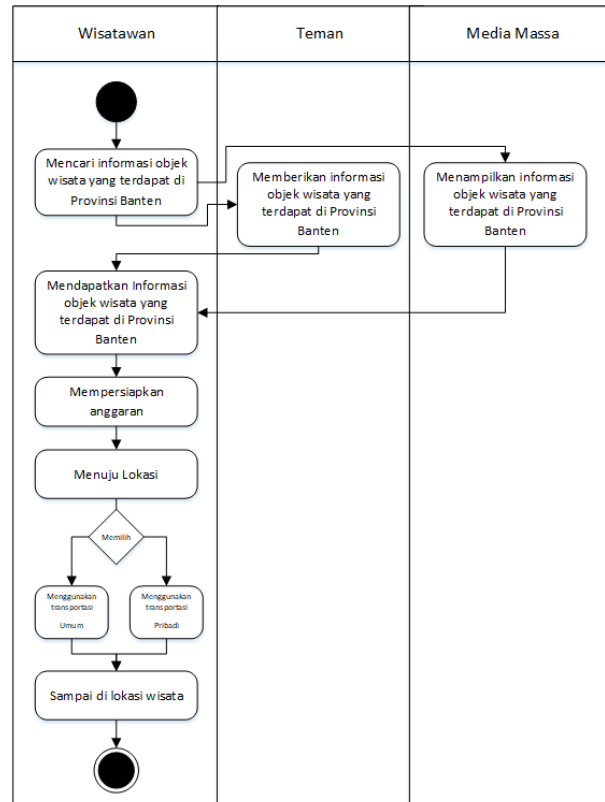 Wisatawan
Teman
Media Massa
Mencari informasi objek
wisata yang terdapat di
Provinsi Banten
Memberikan informasi
objek wisata yang
terdapat di Provinsi
Banten
Menampilkan informasi
objek wisata yang
terdapat di Provinsi
Banten
Mendapatkan Informasi
objek wisata yang
terdapat di Provinsi
Banten
Mempersiapkan
anggaran
Menuju Lokasi
Memilih
Menggunakan
transportasi
Umum
Menggunakan
transportasi
Pribadi
Sampai di lokasi wisata